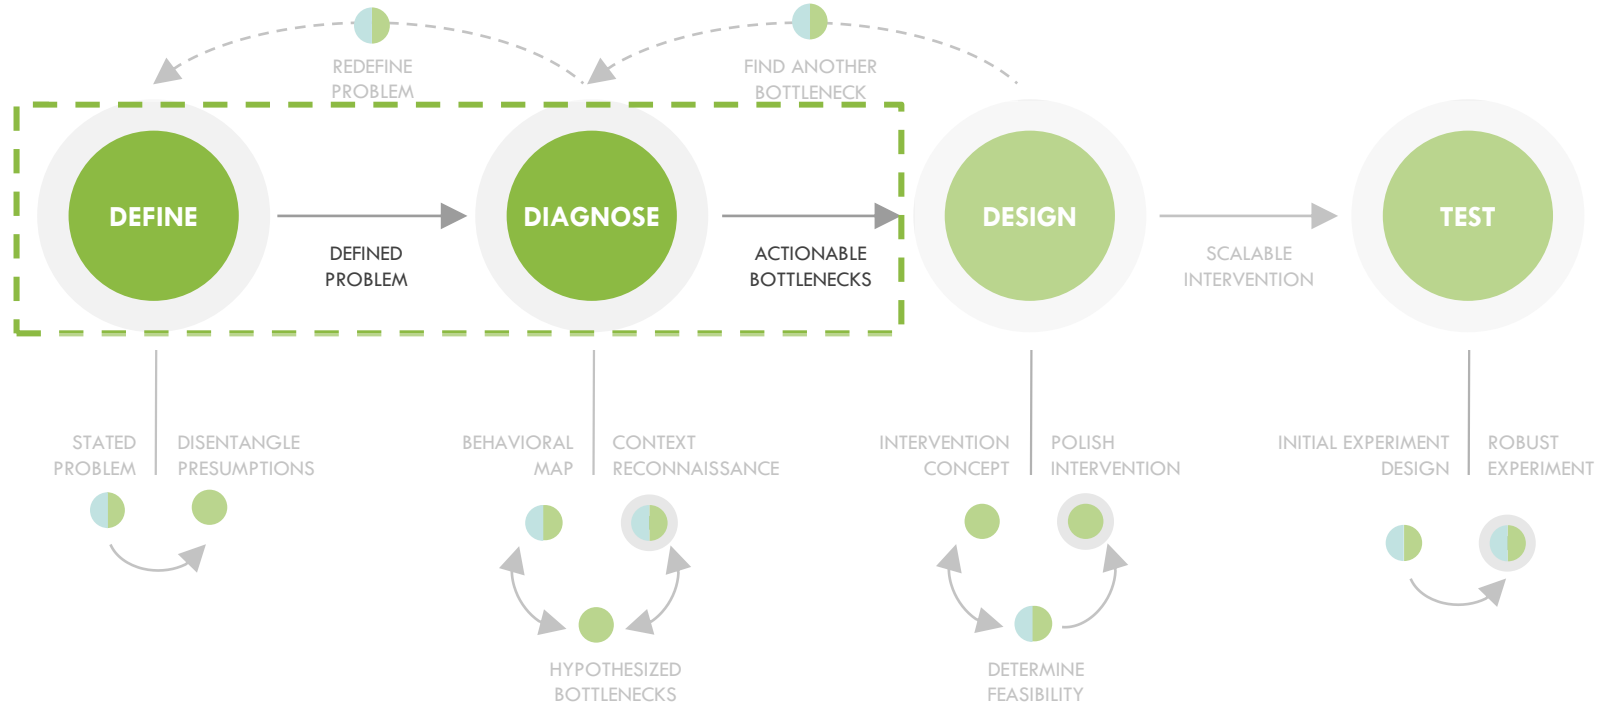 REDEFINE
PROBLEM
FIND ANOTHER
BOTTLENECK
DEFINE
DEFINED
PROBLEM
DIAGNOSE
ACTIONABLE
BOTTLENECKS
DESIGN
SCALABLE
INTERVENTION
TEST
STATED
PROBLEM
DISENTANGLE
PRESUMPTIONS
BEHAVIORAL
MAP
CONTEXT
RECONNAISSANCE
HYPOTHESIZED
BOTTLENECKS
INTERVENTION
CONCEPT
POLISH
INTERVENTION
DETERMINE
FEASIBILITY
INITIAL EXPERIMENT
DESIGN
ROBUST
EXPERIMENT